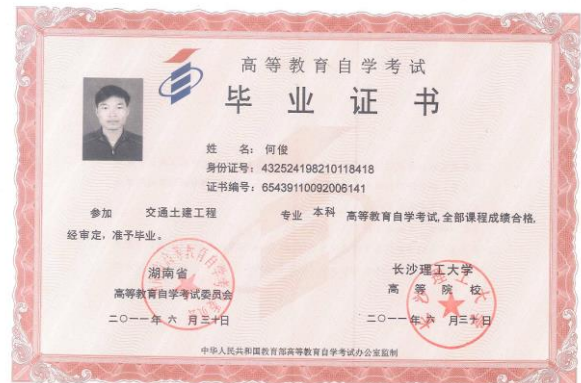 高等教育自学考试
毕业证书
姓 名：何俊
身份证号：432524198210118418
证书编号：65439110092006141
参加 交通土建工程 专业 本科 高等教育自学考试,全部课程成绩合格,
经审定，准予毕业。
湖南省
高等教育自学考试委员会
二〇一一年 六 月三十日
长沙理工大学
高 等 院 校
二〇一一年 六 月三十日
中华人民共和国教育部高等教育自学考试办公室监制